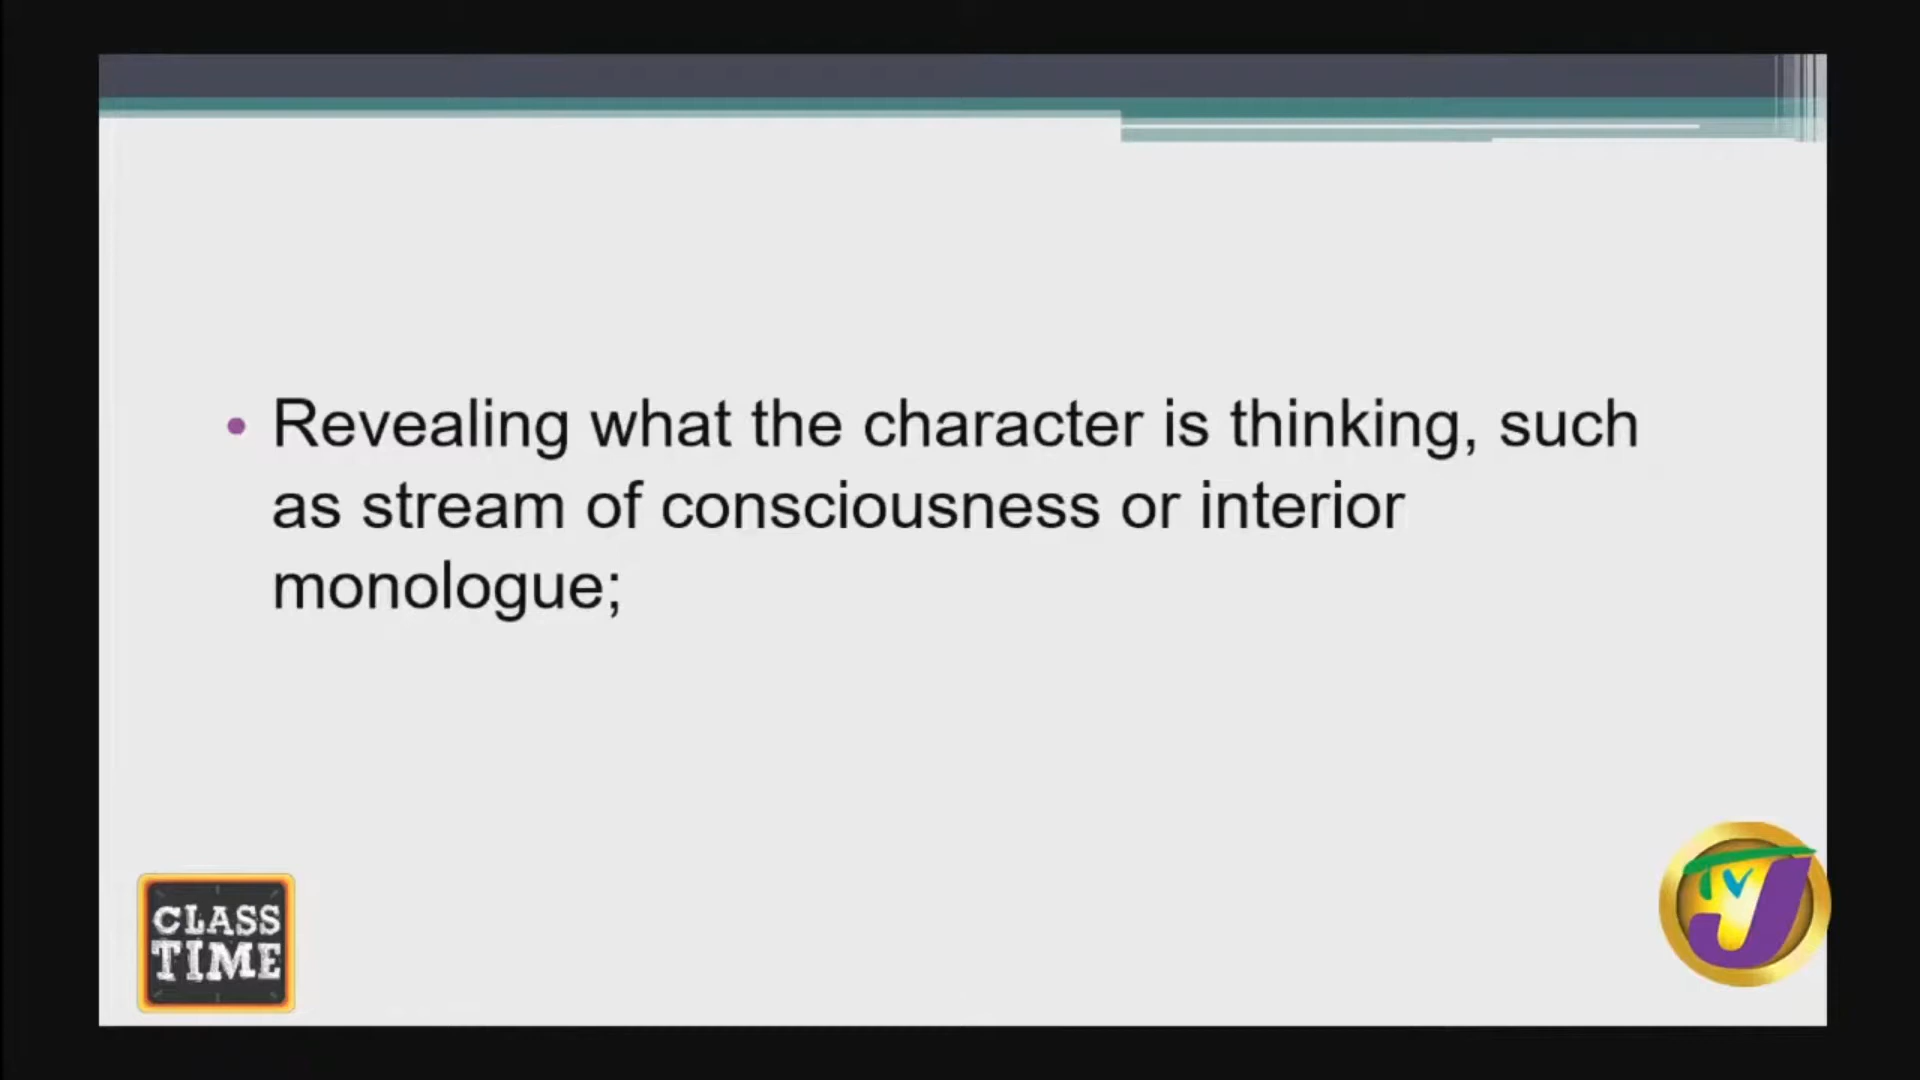 • Revealing what the character is thinking, such
as stream of consciousness or interior
monologue;
CLASS
TIME
TVJ